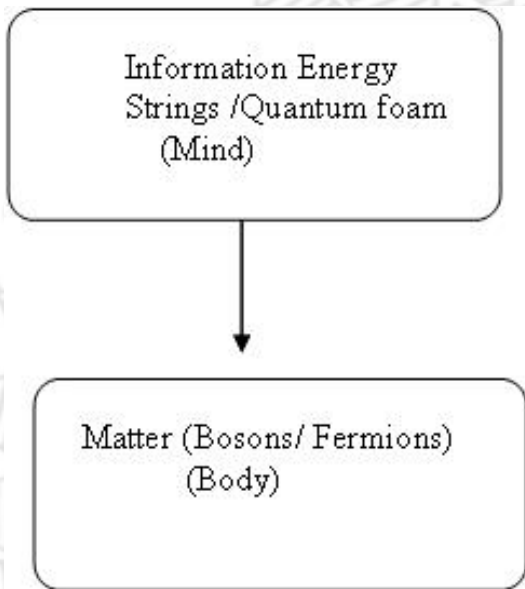 Information Energy
Strings /Quantum foam
(Mind)
Matter (Bosons/ Fermions)
(Body)